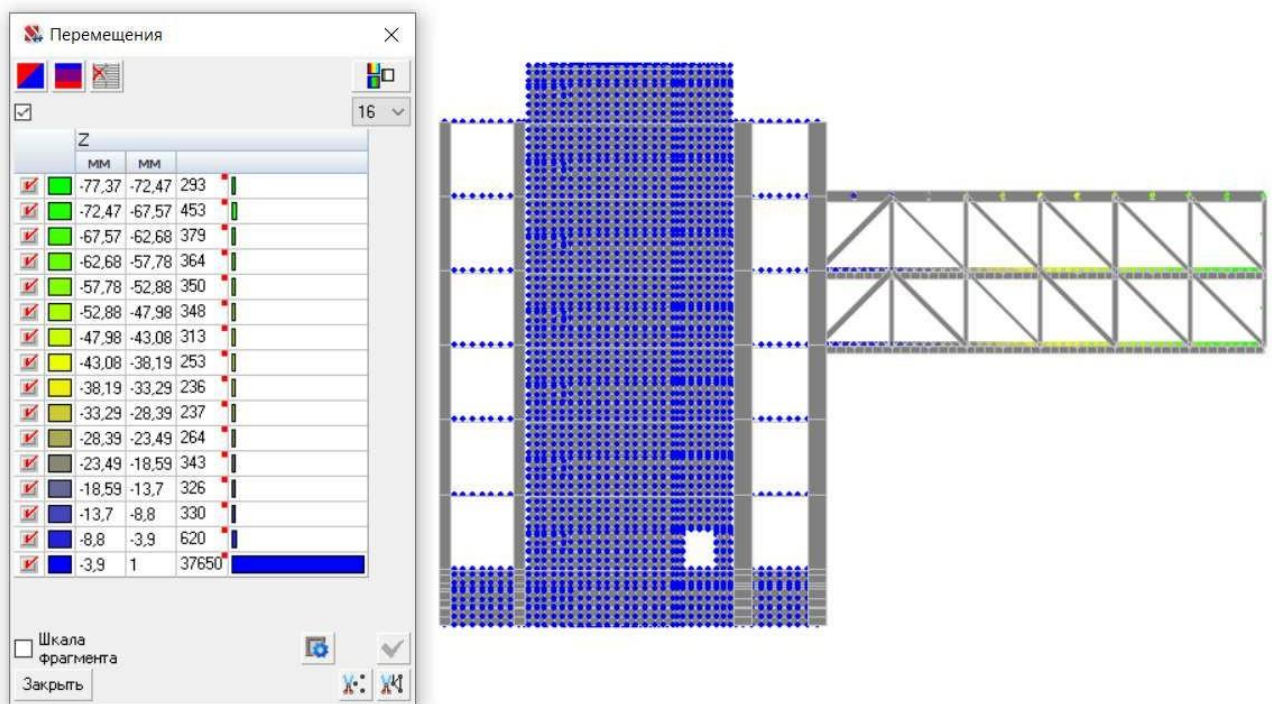 Перемещения
16
Z
мм мм
-77,37 -72,47 293
-72,47 -67,57 453
-67,57 -62,68 379
-62,68 -57,78 364
-57,78 -52,88 350
-52,88 -47,98 348
-47,98 -43,08 313
-43,08 -38,19 253
-38,19 -33,29 236
-33,29 -28,39 237
-28,39 -23,49 264
-23,49 -18,59 343
-18,59 -13,7 326
-13,7 -8,8 330
-8,8 -3,9 620
-3,9 1 37650
Шкала
фрагмента
Закрыть